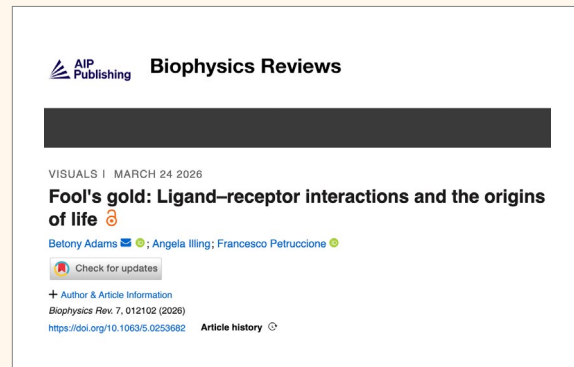 AIP
Publishing
Biophysics Reviews
VISUALS | MARCH 24 2026
Fool's gold: Ligand–receptor interactions and the origins
of life
Betony Adams ; Angela Illing; Francesco Petruccione
Check for updates
+ Author & Article Information
Biophysics Rev. 7, 012102 (2026)
https://doi.org/10.1063/5.0253682 Article history